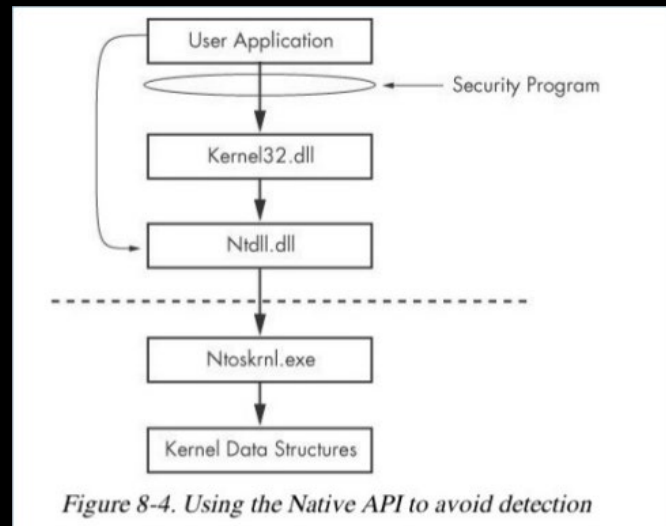 User Application
Security Program
Kernel32.dll
Ntdll.dll
Ntoskrnl.exe
Kernel Data Structures
Figure 8-4. Using the Native API to avoid detection